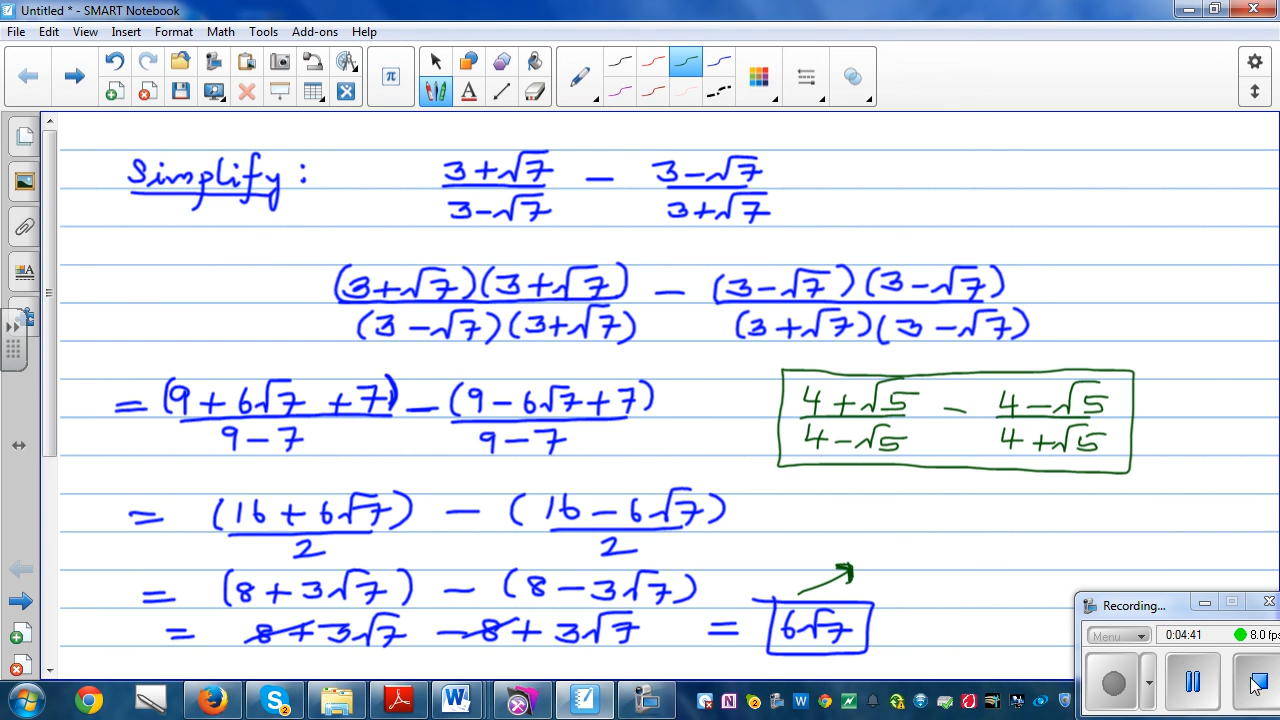 Untitled * - SMART Notebook
File Edit View Insert Format Math Tools Add-ons Help
π
A
AA
Simplify: (3+√7)/(3-√7) - (3-√7)/(3+√7)
(3+√7)(3+√7)/(3-√7)(3+√7) - (3-√7)(3-√7)/(3+√7)(3-√7)
= (9+6√7+7)/(9-7) - (9-6√7+7)/(9-7)
(4+√5)/(4-√5) - (4-√5)/(4+√5)
= (16+6√7)/2 - (16-6√7)/2
= (8+3√7) - (8-3√7)
= 8+3√7 - 8+3√7 = 6√7
Recording...
Menu 0:04:41 8.0 fps